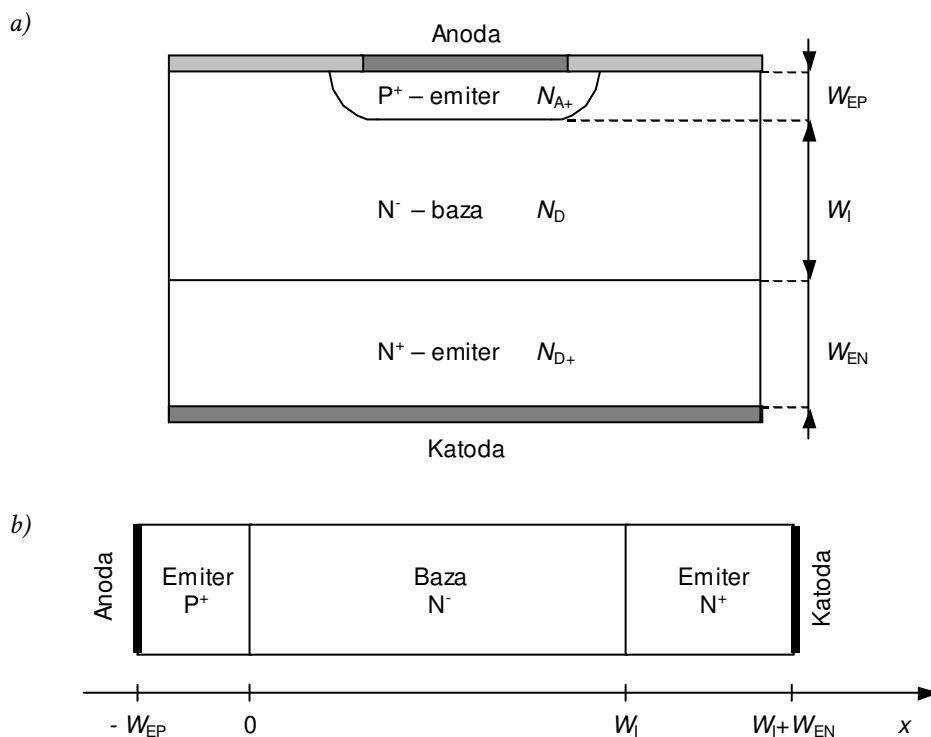 a)
Anoda
P+ – emiter NA+
WEP
N- – baza ND
WI
N+ – emiter ND+
WEN
Katoda
b)
Anoda
Emiter
P+
Baza
N-
Emiter
N+
Katoda
- WEP 0 WI WI+WEN x